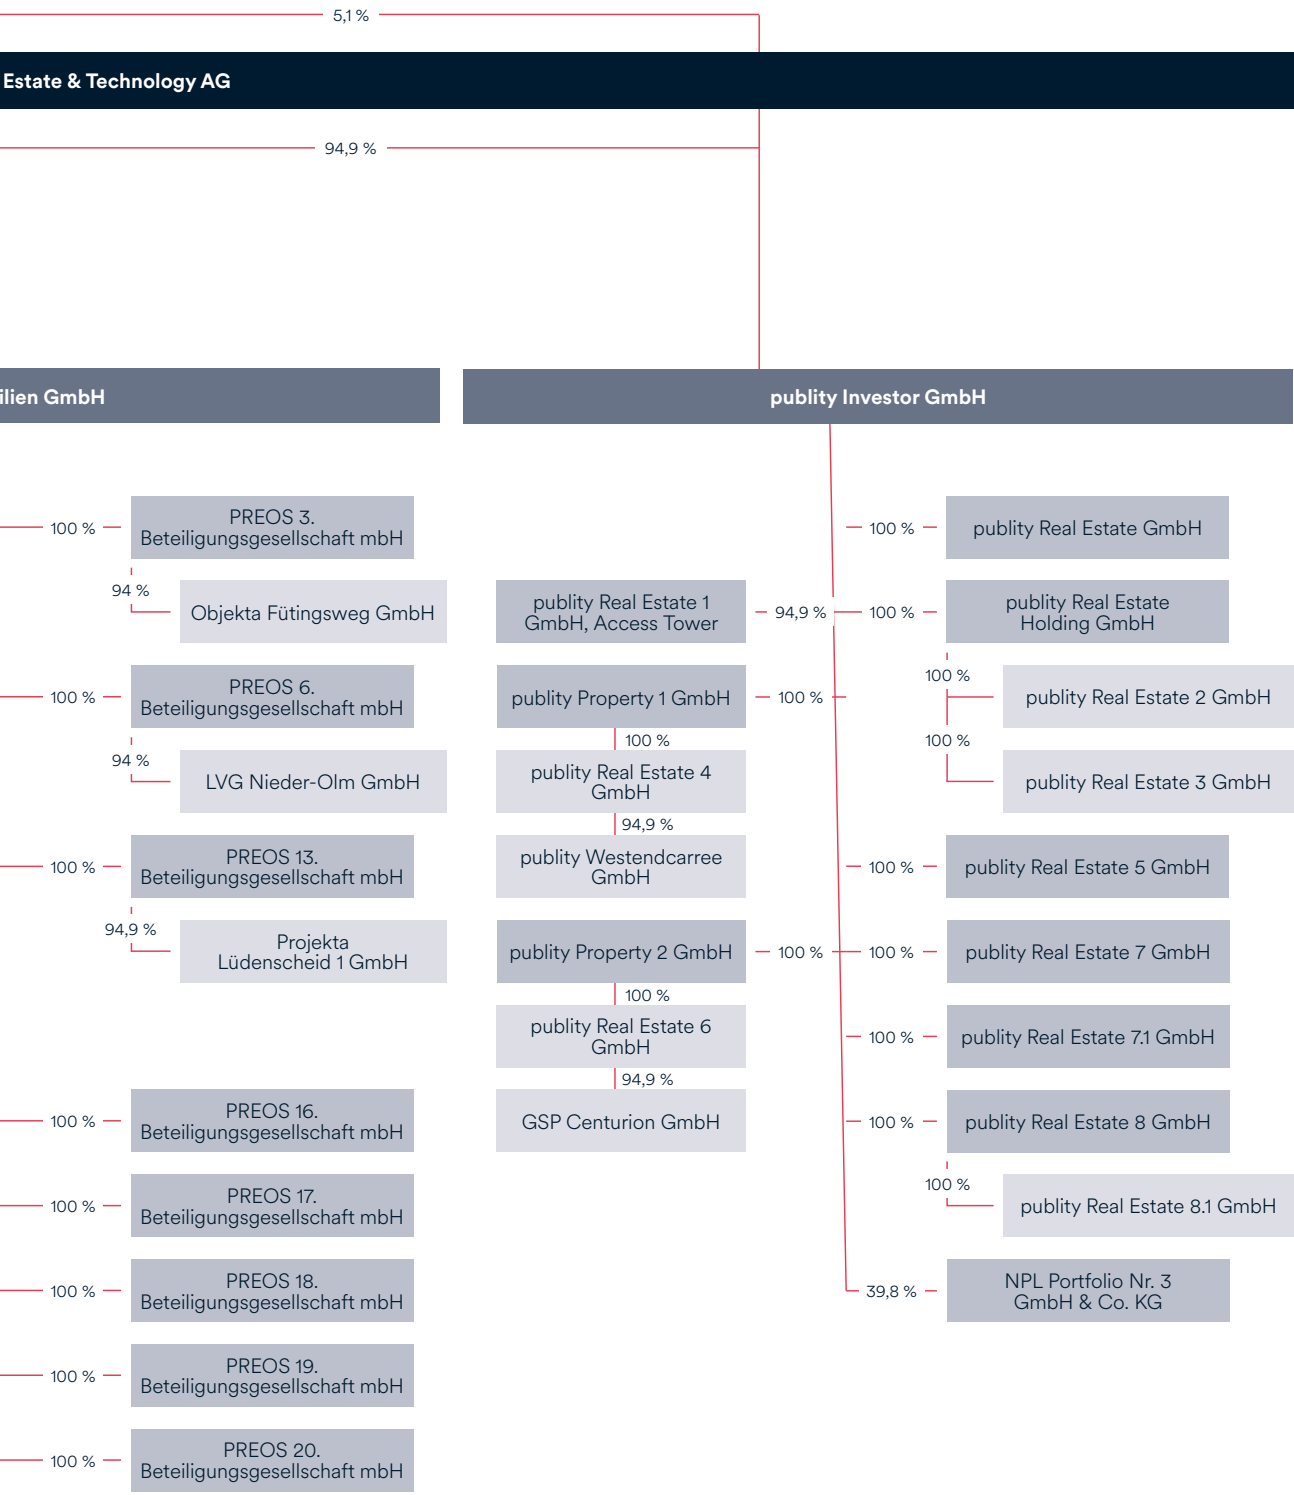 5,1 %
Estate & Technology AG
94,9 %
ilien GmbH
publity Investor GmbH
100 %
PREOS 3.
Beteiligungsgesellschaft mbH
94 %
Objekta Fütingsweg GmbH
100 %
PREOS 6.
Beteiligungsgesellschaft mbH
94 %
LVG Nieder-Olm GmbH
100 %
PREOS 13.
Beteiligungsgesellschaft mbH
94,9 %
Projekta
Lüdenscheid 1 GmbH
100 %
PREOS 16.
Beteiligungsgesellschaft mbH
100 %
PREOS 17.
Beteiligungsgesellschaft mbH
100 %
PREOS 18.
Beteiligungsgesellschaft mbH
100 %
PREOS 19.
Beteiligungsgesellschaft mbH
100 %
PREOS 20.
Beteiligungsgesellschaft mbH
publity Real Estate 1
GmbH, Access Tower
94,9 %
publity Property 1 GmbH
100 %
100 %
publity Real Estate 4
GmbH
94,9 %
publity Westendcarree
GmbH
publity Property 2 GmbH
100 %
100 %
publity Real Estate 6
GmbH
94,9 %
GSP Centurion GmbH
100 %
publity Real Estate GmbH
100 %
publity Real Estate
Holding GmbH
100 %
publity Real Estate 2 GmbH
100 %
publity Real Estate 3 GmbH
100 %
publity Real Estate 5 GmbH
100 %
publity Real Estate 7 GmbH
100 %
publity Real Estate 7.1 GmbH
100 %
publity Real Estate 8 GmbH
100 %
publity Real Estate 8.1 GmbH
39,8 %
NPL Portfolio Nr. 3
GmbH & Co. KG